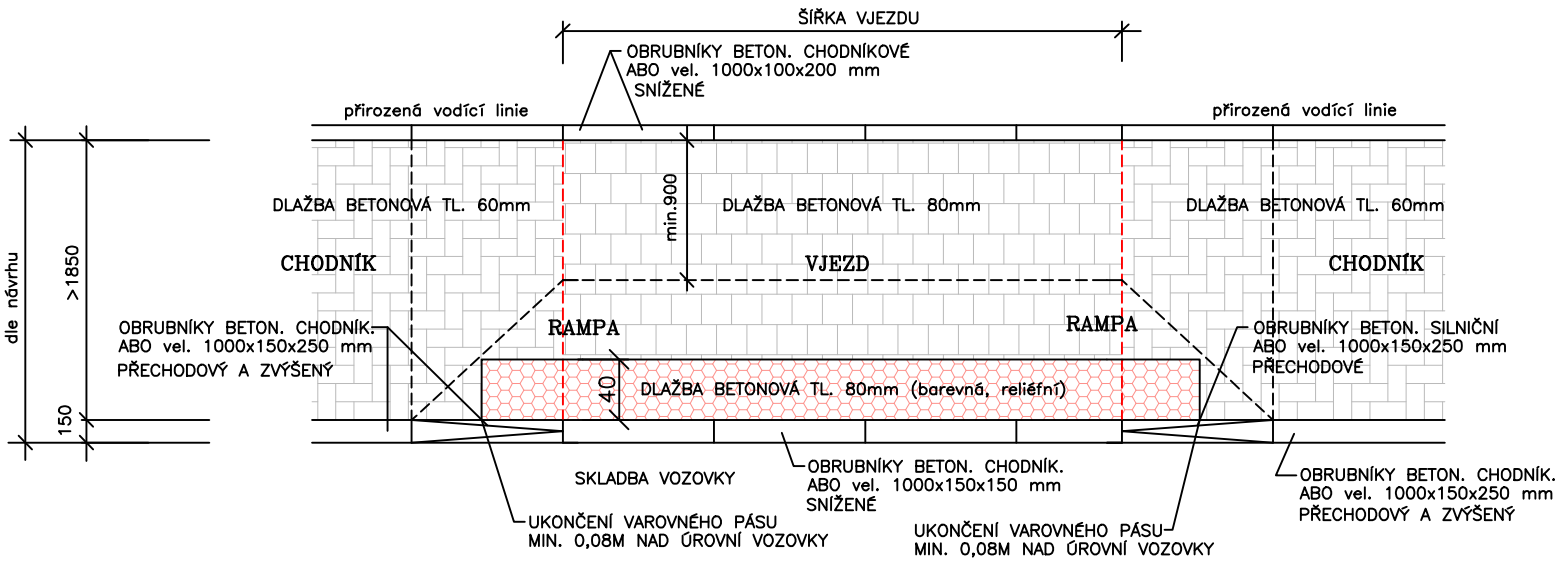 ŠÍŘKA VJEZDU
OBRUBNÍKY BETON. CHODNÍKOVÉ
ABO vel. 1000x100x200 mm
SNÍŽENÉ
přirozená vodící linie
přirozená vodící linie
DLAŽBA BETONOVÁ TL. 60mm
min.900
DLAŽBA BETONOVÁ TL. 80mm
DLAŽBA BETONOVÁ TL. 60mm
dle návrhu
>1850
CHODNÍK
VJEZD
CHODNÍK
RAMPA
RAMPA
OBRUBNÍKY BETON. CHODNÍK.
ABO vel. 1000x150x250 mm
PŘECHODOVÝ A ZVÝŠENÝ
OBRUBNÍKY BETON. SILNIČNÍ
ABO vel. 1000x150x250 mm
PŘECHODOVÉ
40
DLAŽBA BETONOVÁ TL. 80mm (barevná, reliéfní)
150
SKLADBA VOZOVKY
OBRUBNÍKY BETON. CHODNÍK.
ABO vel. 1000x150x150 mm
SNÍŽENÉ
OBRUBNÍKY BETON. CHODNÍK.
ABO vel. 1000x150x250 mm
PŘECHODOVÝ A ZVÝŠENÝ
UKONČENÍ VAROVNÉHO PÁSU
MIN. 0,08M NAD ÚROVNÍ VOZOVKY
UKONČENÍ VAROVNÉHO PÁSU
MIN. 0,08M NAD ÚROVNÍ VOZOVKY